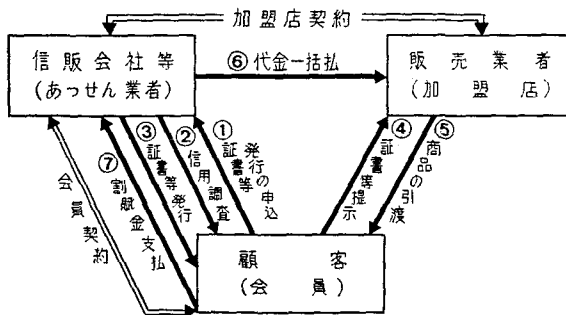 加盟店契約
信販会社等
(あっせん業者)
⑥代金一括払
販売業者
(加盟店)
①証書等発行の申込
②信用調査
③証書等発行
⑦割賦金支払
会員契約
④証書等提示
⑤商品の引渡
顧客
(会員)